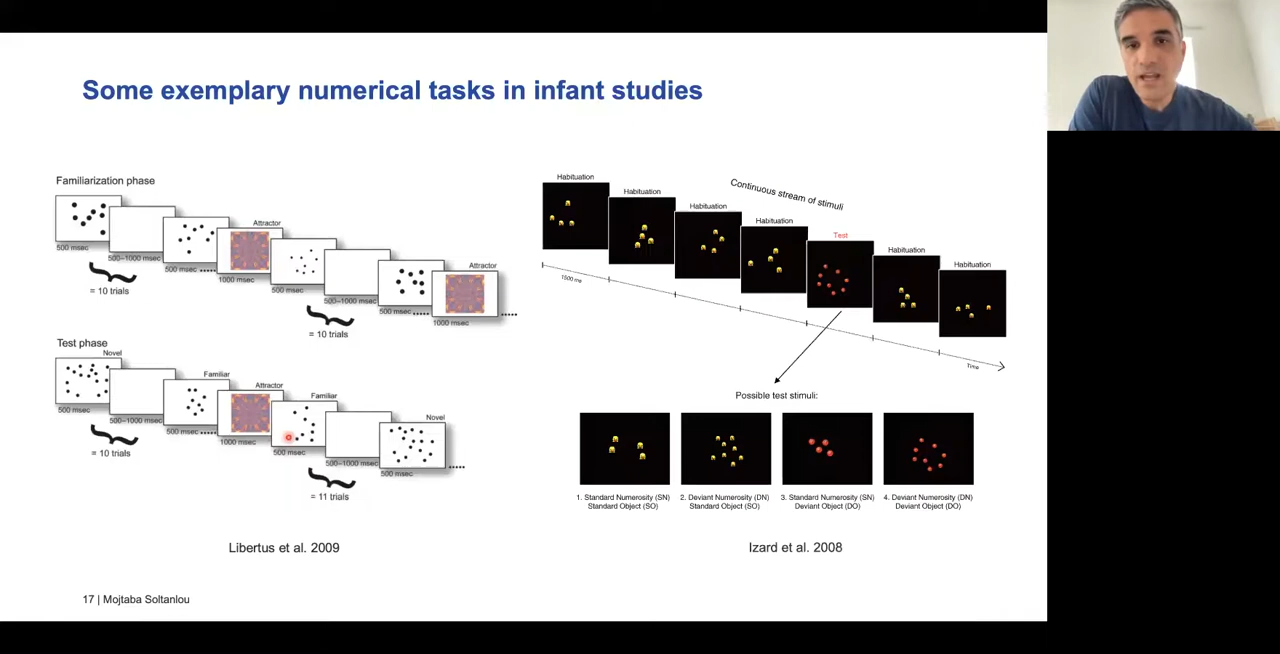 Some exemplary numerical tasks in infant studies
Familiarization phase
500 msec
500–1000 msec
500 msec
Attractor
1000 msec
500 msec
500–1000 msec
500 msec
Attractor
1000 msec
= 10 trials
= 10 trials
Test phase
Novel
500 msec
500–1000 msec
Familiar
500 msec
Attractor
1000 msec
Familiar
500 msec
500–1000 msec
Novel
500 msec
= 10 trials
= 11 trials
Libertus et al. 2009
Habituation
Habituation
Habituation
Habituation
Continuous stream of stimuli
Test
Habituation
Habituation
1500 ms
Time
Possible test stimuli:
1. Standard Numerosity (SN)
Standard Object (SO)
2. Deviant Numerosity (DN)
Standard Object (SO)
3. Standard Numerosity (SN)
Deviant Object (DO)
4. Deviant Numerosity (DN)
Deviant Object (DO)
Izard et al. 2008
17 | Mojtaba Soltanlou